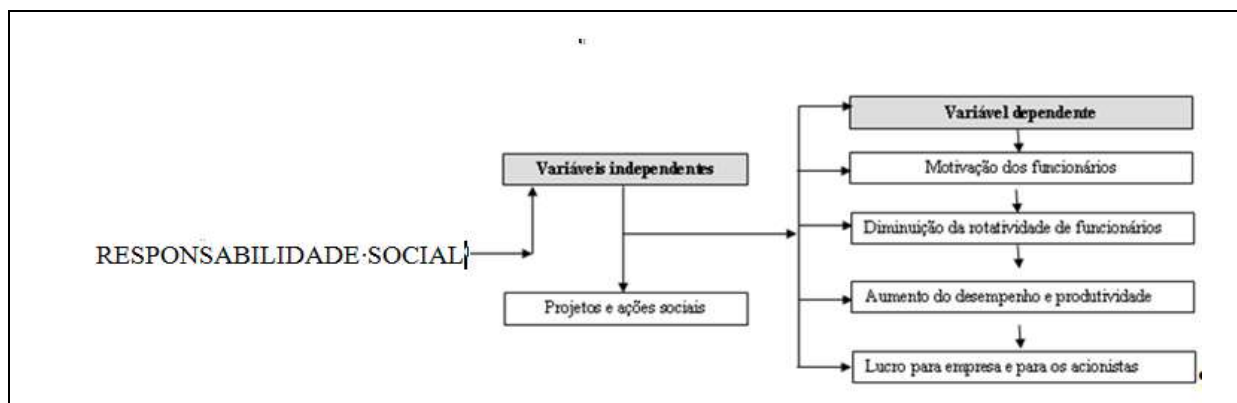 RESPONSABILIDADE·SOCIAL
Variáveis independentes
Projetos e ações sociais
Variável dependente
Motivação dos funcionários
Diminuição da rotatividade de funcionários
Aumento do desempenho e produtividade
Lucro para empresa e para os acionistas